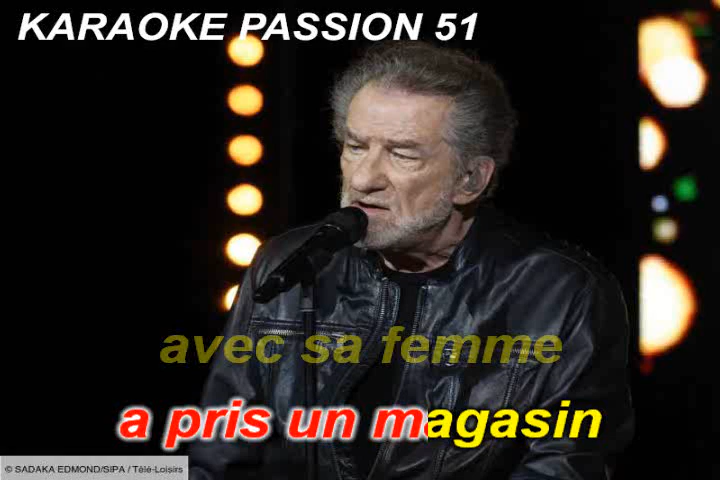 KARAOKE PASSION 51
avec sa femme
a pris un magasin
© SADAKA EDMOND/SIPA / Télé-Loisirs